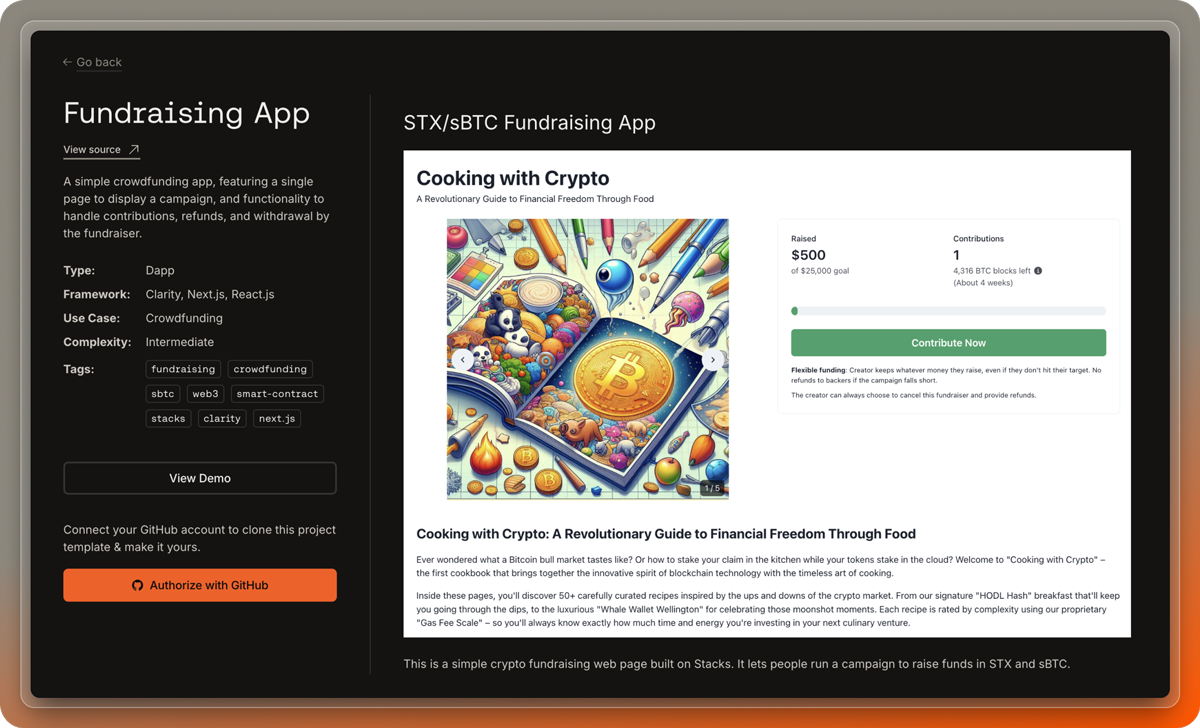 ← Go back
Fundraising App
View source ↗
A simple crowdfunding app, featuring a single
page to display a campaign, and functionality to
handle contributions, refunds, and withdrawal by
the fundraiser.
Type: Dapp
Framework: Clarity, Next.js, React.js
Use Case: Crowdfunding
Complexity: Intermediate
Tags: fundraising crowdfunding
sbtc web3 smart-contract
stacks clarity next.js
View Demo
Connect your GitHub account to clone this project
template & make it yours.
Authorize with GitHub
STX/sBTC Fundraising App
Cooking with Crypto
A Revolutionary Guide to Financial Freedom Through Food
1 / 5
Raised
$500
of $25,000 goal
Contributions
1
4,316 BTC blocks left
(About 4 weeks)
Contribute Now
Flexible funding: Creator keeps whatever money they raise, even if they don't hit their target. No
refunds to backers if the campaign falls short.
The creator can always choose to cancel this fundraiser and provide refunds.
Cooking with Crypto: A Revolutionary Guide to Financial Freedom Through Food
Ever wondered what a Bitcoin bull market tastes like? Or how to stake your claim in the kitchen while your tokens stake in the cloud? Welcome to "Cooking with Crypto" –
the first cookbook that brings together the innovative spirit of blockchain technology with the timeless art of cooking.
Inside these pages, you'll discover 50+ carefully curated recipes inspired by the ups and downs of the crypto market. From our signature "HODL Hash" breakfast that'll keep
you going through the dips, to the luxurious "Whale Wallet Wellington" for celebrating those moonshot moments. Each recipe is rated by complexity using our proprietary
"Gas Fee Scale" – so you'll always know exactly how much time and energy you're investing in your next culinary venture.
This is a simple crypto fundraising web page built on Stacks. It lets people run a campaign to raise funds in STX and sBTC.